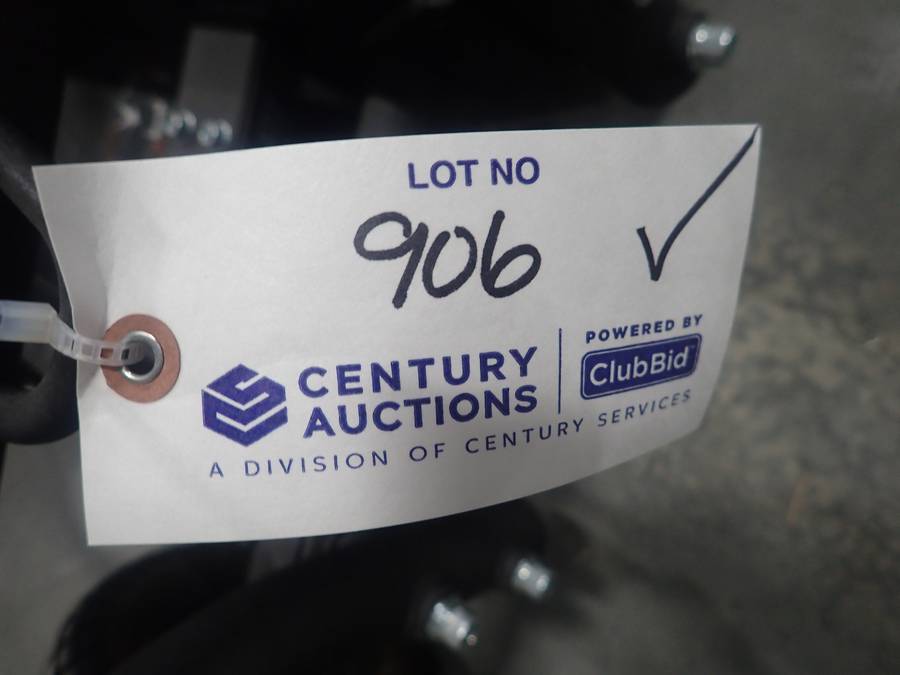 LOT NO
906 ✓
CENTURY AUCTIONS
POWERED BY
ClubBid
A DIVISION OF CENTURY SERVICES